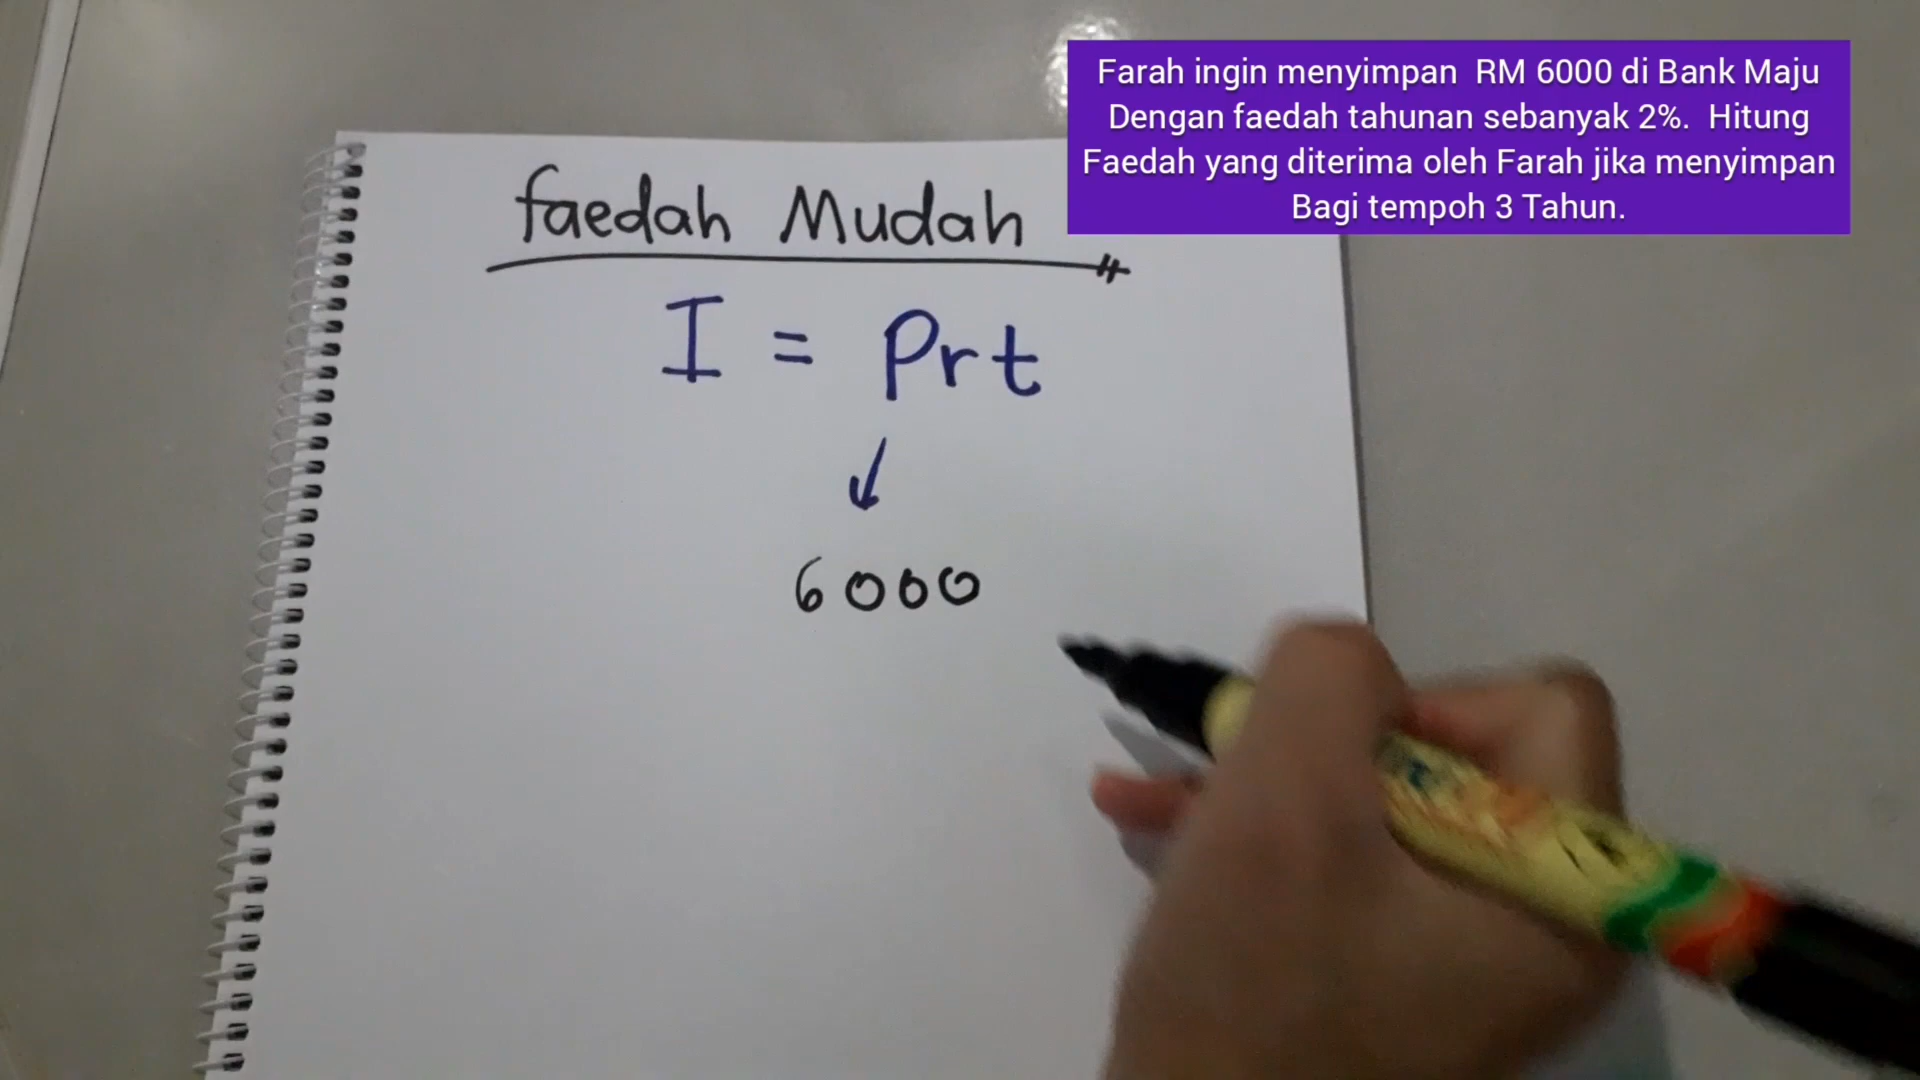 Farah ingin menyimpan RM 6000 di Bank Maju
Dengan faedah tahunan sebanyak 2%. Hitung
Faedah yang diterima oleh Farah jika menyimpan
Bagi tempoh 3 Tahun.
faedah Mudah
I = Prt
6000